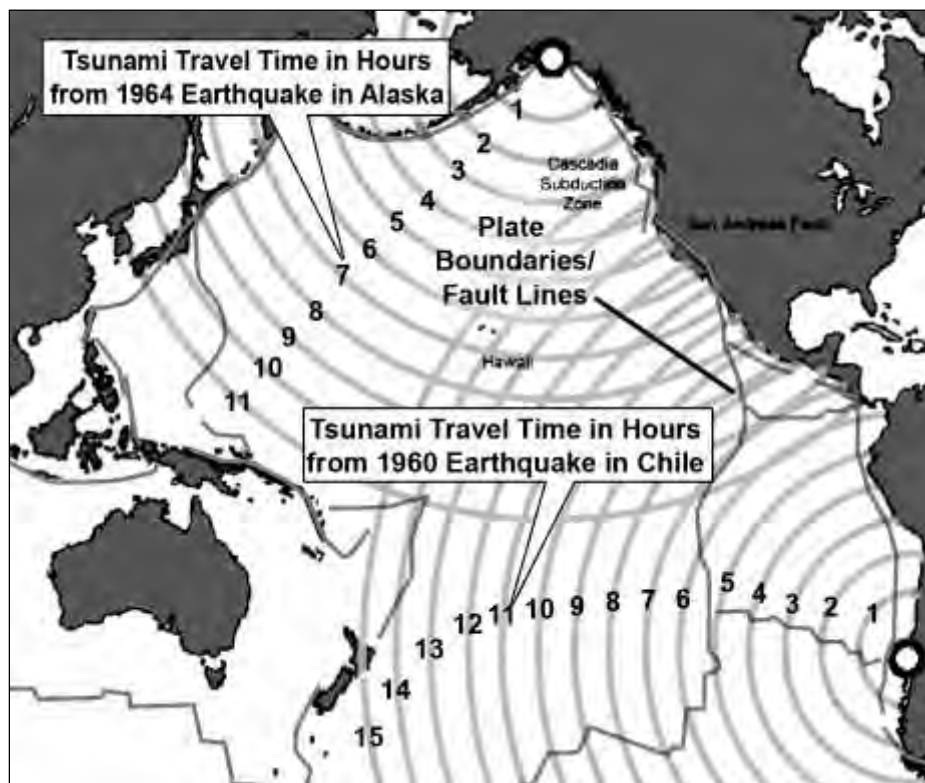 Tsunami Travel Time in Hours
from 1964 Earthquake in Alaska
1
2
3
4
5
6
7
8
9
10
11
Cascadia
Subduction
Zone
San Andreas Fault
Plate
Boundaries/
Fault Lines
Hawaii
Tsunami Travel Time in Hours
from 1960 Earthquake in Chile
1
2
3
4
5
6
7
8
9
10
11
12
13
14
15